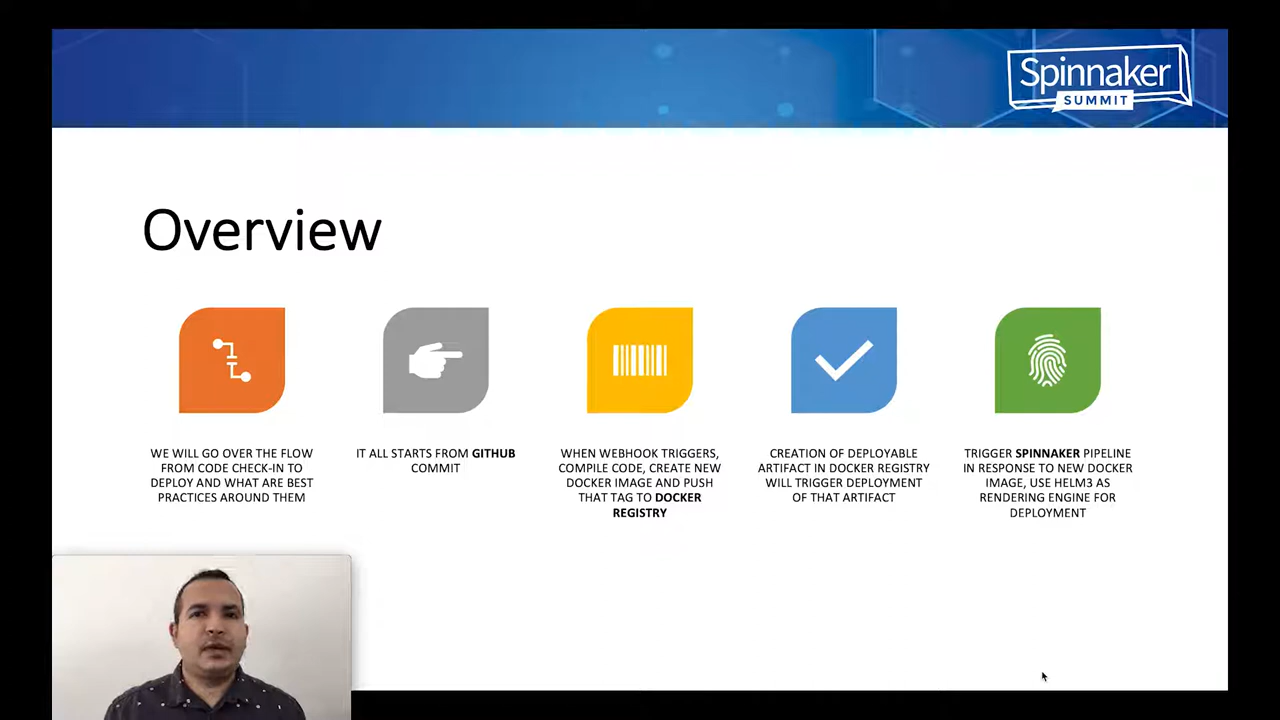 Spinnaker
SUMMIT
Overview
WE WILL GO OVER THE FLOW
FROM CODE CHECK-IN TO
DEPLOY AND WHAT ARE BEST
PRACTICES AROUND THEM
IT ALL STARTS FROM GITHUB
COMMIT
WHEN WEBHOOK TRIGGERS,
COMPILE CODE, CREATE NEW
DOCKER IMAGE AND PUSH
THAT TAG TO DOCKER
REGISTRY
CREATION OF DEPLOYABLE
ARTIFACT IN DOCKER REGISTRY
WILL TRIGGER DEPLOYMENT
OF THAT ARTIFACT
TRIGGER SPINNAKER PIPELINE
IN RESPONSE TO NEW DOCKER
IMAGE, USE HELM3 AS
RENDERING ENGINE FOR
DEPLOYMENT